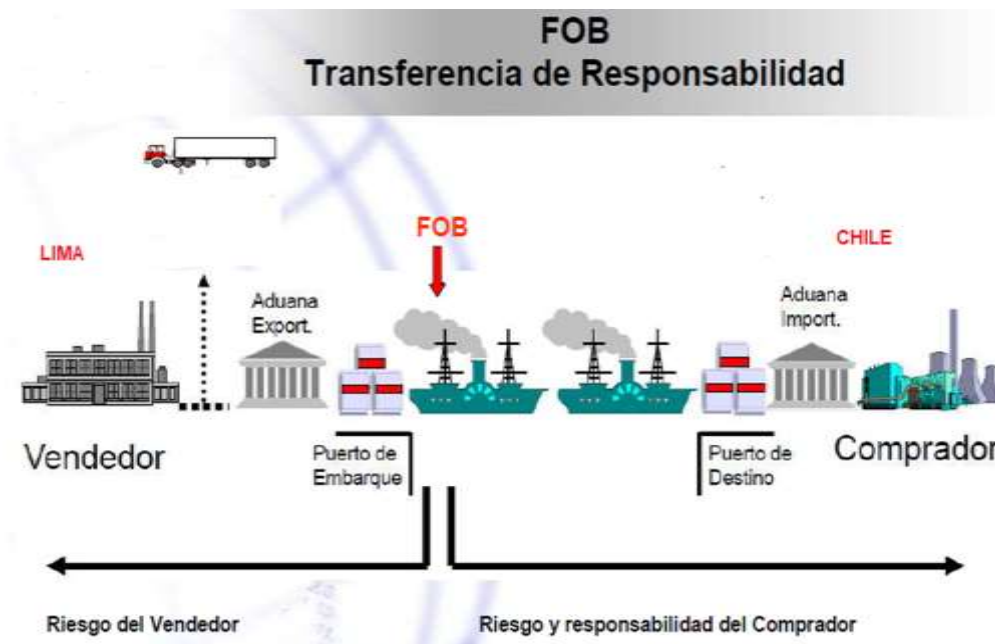 FOB
Transferencia de Responsabilidad
FOB
LIMA
CHILE
Aduana
Export.
Aduana
Import.
Vendedor
Puerto de
Embarque
Puerto de
Destino
Comprador
Riesgo del Vendedor
Riesgo y responsabilidad del Comprador